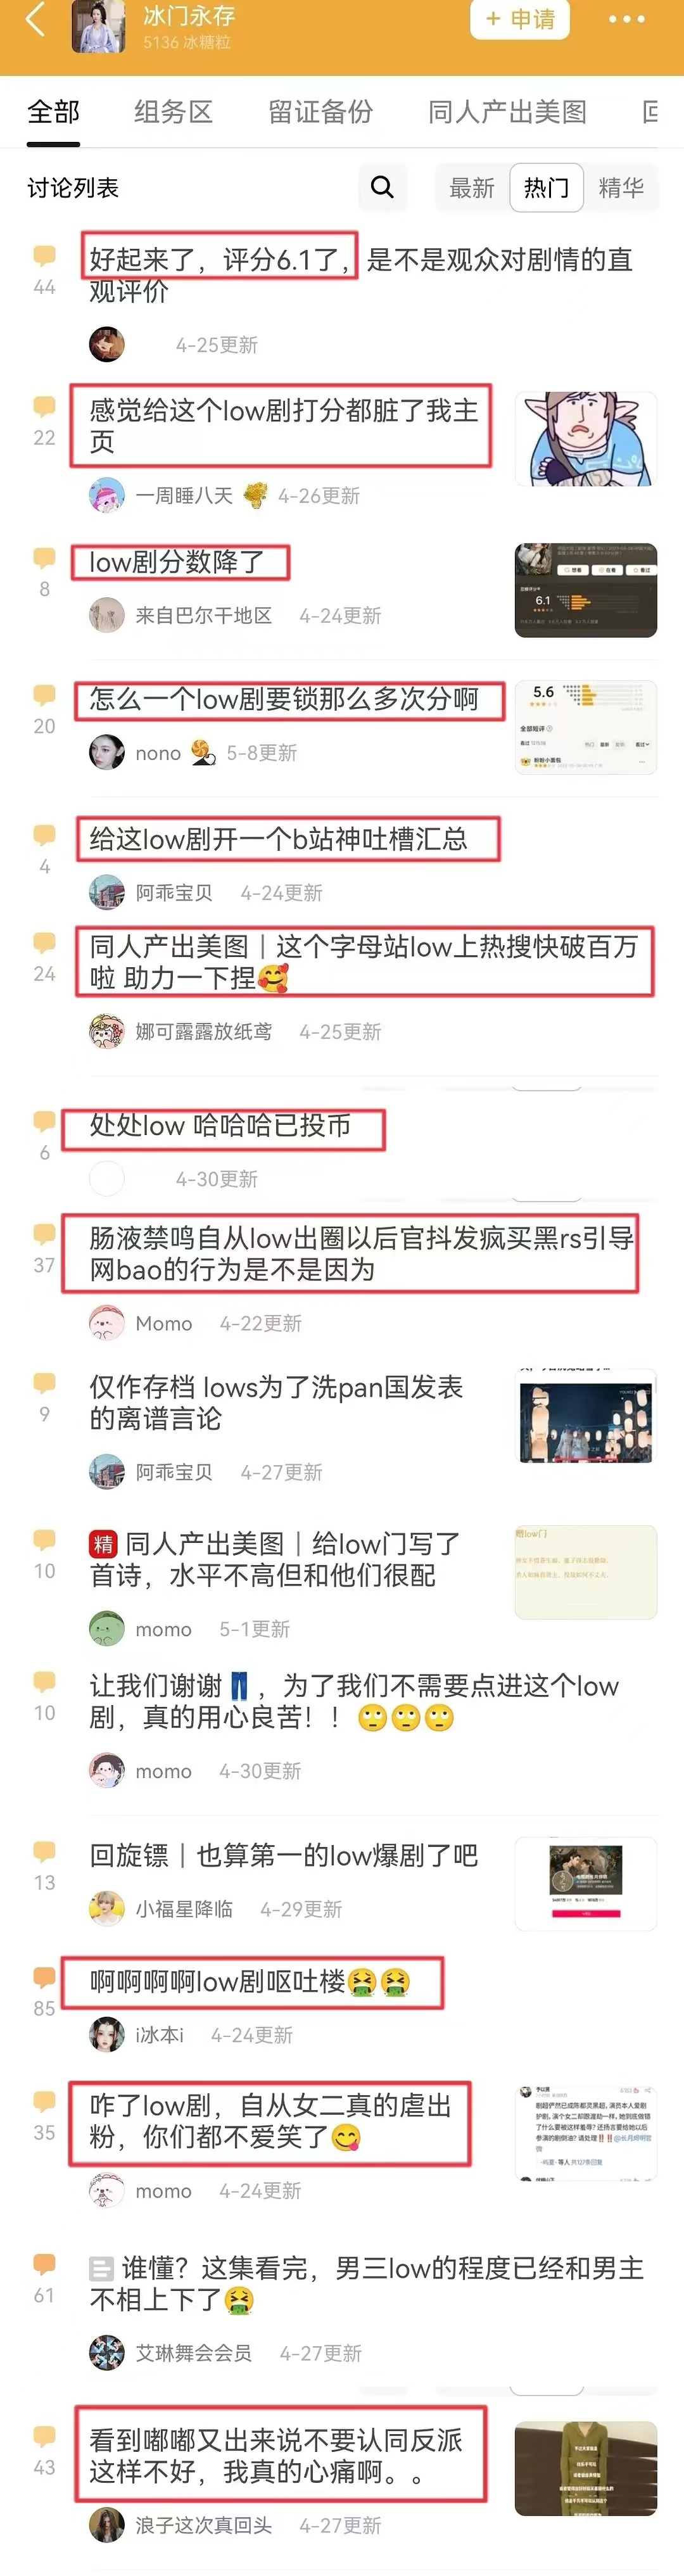 冰门永存
5136 冰糖粒
+ 申请
全部
组务区
留证备份
同人产出美图
讨论列表
最新
热门
精华
好起来了，评分6.1了，是不是观众对剧情的直
观评价
44
4-25更新
感觉给这个low剧打分都脏了我主
页
22
一周睡八天
4-26更新
low剧分数降了
8
来自巴尔干地区
4-24更新
6.1
怎么一个low剧要锁那么多次分啊
20
nono
5-8更新
5.6
全部短评
给这low剧开一个b站神吐槽汇总
4
阿乖宝贝
4-24更新
同人产出美图｜这个字母站low上热搜快破百万
啦 助力一下捏🥰
24
娜可露露放纸鸢
4-25更新
处处low 哈哈哈已投币
6
4-30更新
肠液禁鸣自从low出圈以后官抖发疯买黑rs引导
网bao的行为是不是因为
37
Momo
4-22更新
仅作存档 lows为了洗pan国发表
的离谱言论
9
阿乖宝贝
4-27更新
精 同人产出美图｜给low门写了
首诗，水平不高但和他们很配
10
momo
5-1更新
赠low门
让我们谢谢👖，为了我们不需要点进这个low
剧，真的用心良苦！！🙄🙄🙄
10
momo
4-30更新
回旋镖｜也算第一的low爆剧了吧
13
小福星降临
4-29更新
啊啊啊啊low剧呕吐楼🤮🤮
85
i冰本i
4-24更新
咋了low剧，自从女二真的虐出
粉，你们都不爱笑了😋
35
momo
4-24更新
谁懂？这集看完，男三low的程度已经和男主
不相上下了🤮
61
艾琳舞会会员
4-27更新
看到嘟嘟又出来说不要认同反派
这样不好，我真的心痛啊。。
43
浪子这次真回头
4-27更新